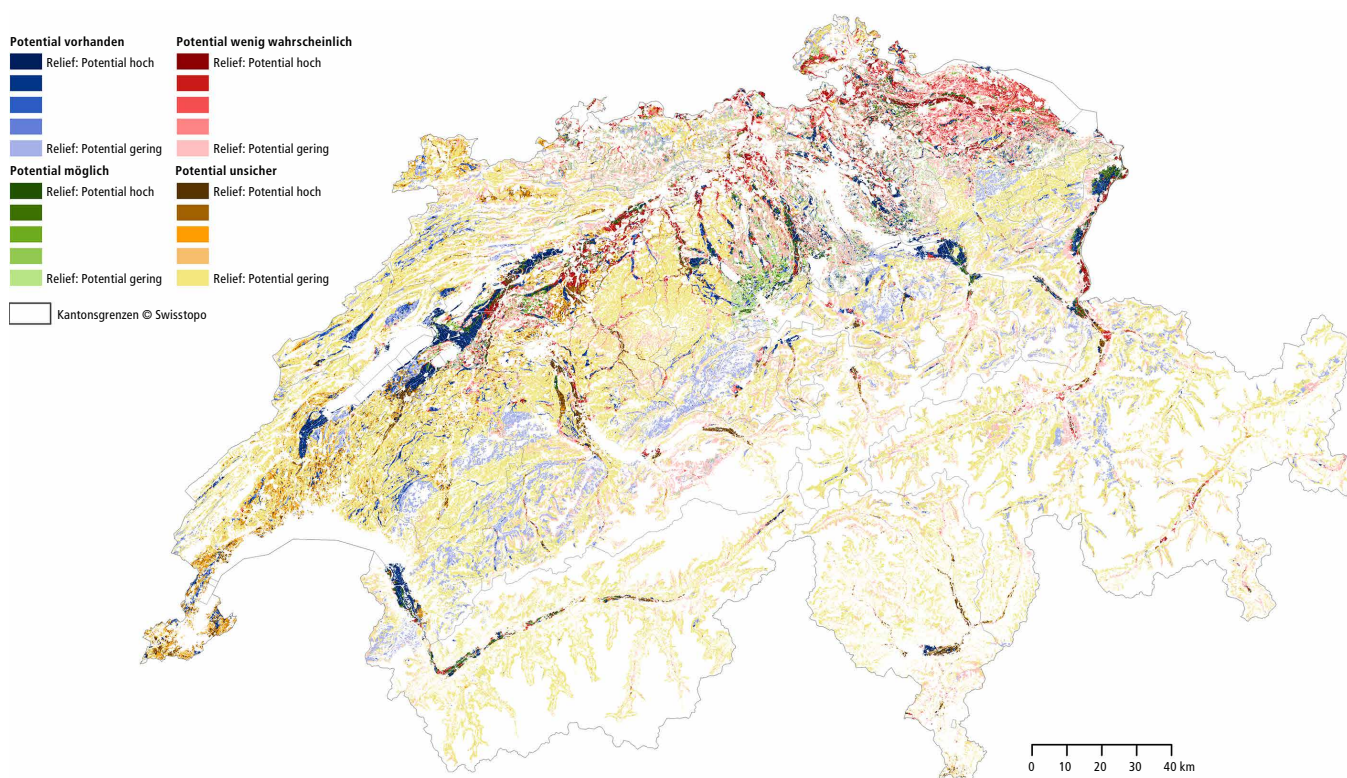 Potential vorhanden
Relief: Potential hoch
Relief: Potential gering
Potential wenig wahrscheinlich
Relief: Potential hoch
Relief: Potential gering
Potential möglich
Relief: Potential hoch
Relief: Potential gering
Potential unsicher
Relief: Potential hoch
Relief: Potential gering
Kantonsgrenzen © Swisstopo
0 10 20 30 40 km